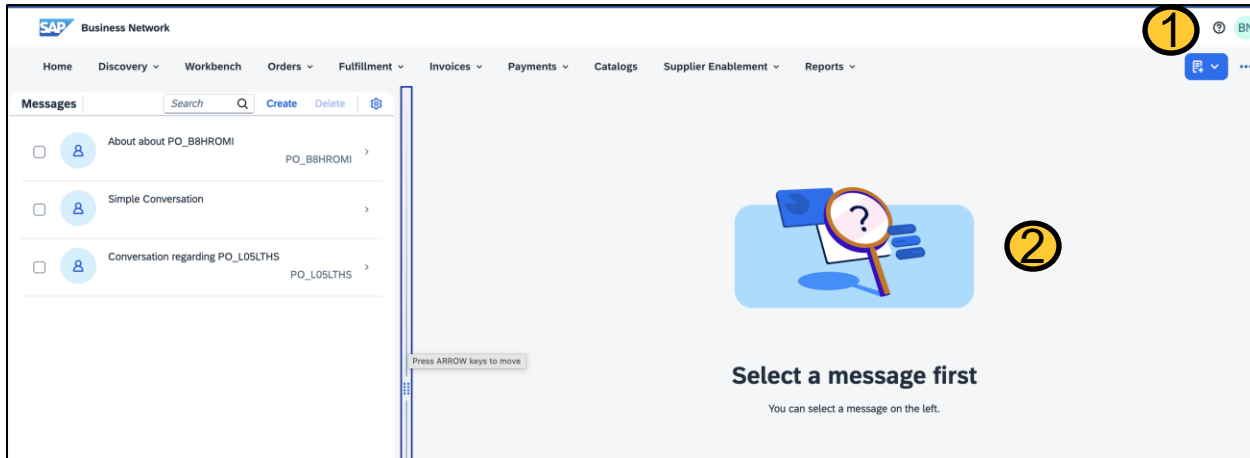 SAP Business Network
1
BN
Home Discovery Workbench Orders Fulfillment Invoices Payments Catalogs Supplier Enablement Reports
Messages Search Create Delete
About about PO_B8HROMI
PO_B8HROMI
Simple Conversation
Conversation regarding PO_L05LTHS
PO_L05LTHS
?
2
Press ARROW keys to move
Select a message first
You can select a message on the left.